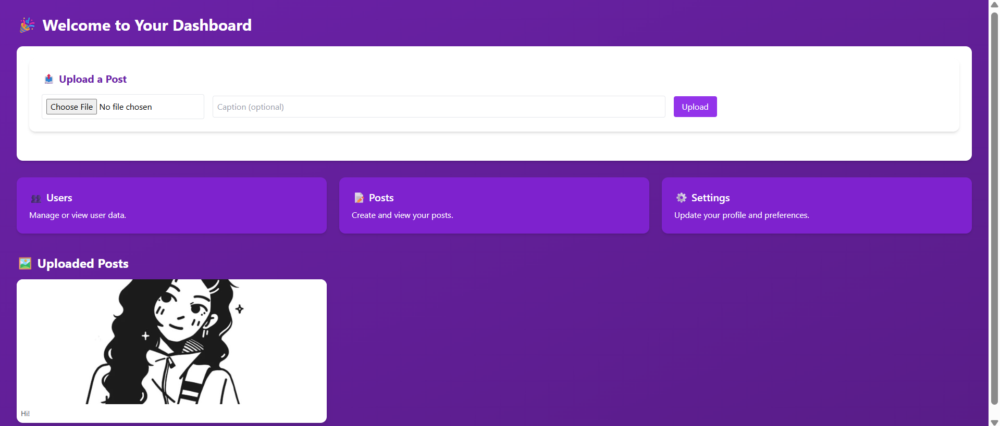 🎉 Welcome to Your Dashboard
📤 Upload a Post
Choose File No file chosen
Caption (optional)
Upload
👥 Users
Manage or view user data.
📝 Posts
Create and view your posts.
⚙️ Settings
Update your profile and preferences.
🖼️ Uploaded Posts
Hi!